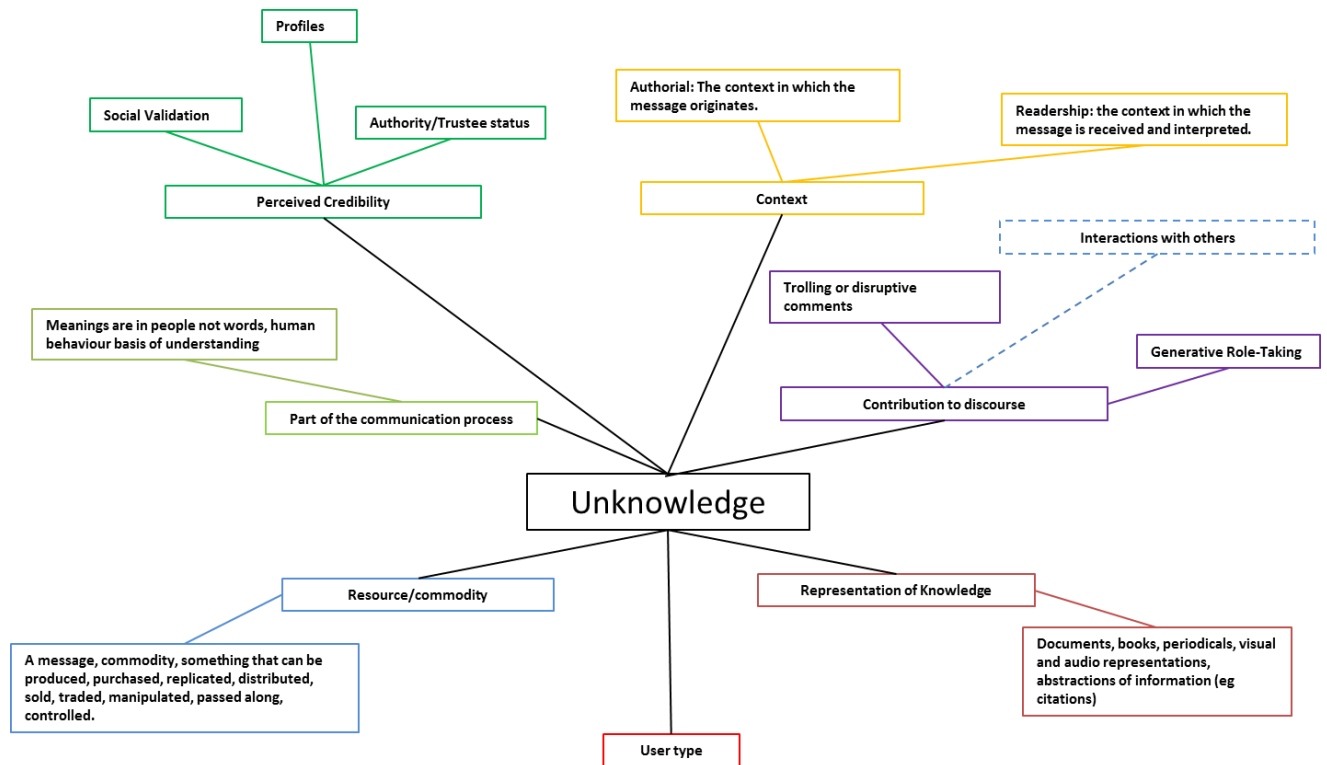 Profiles
Social Validation
Authority/Trustee status
Perceived Credibility
Authorial: The context in which the
message originates.
Readership: the context in which the
message is received and interpreted.
Context
Interactions with others
Trolling or disruptive
comments
Generative Role-Taking
Contribution to discourse
Meanings are in people not words, human
behaviour basis of understanding
Part of the communication process
Unknowledge
Resource/commodity
Representation of Knowledge
A message, commodity, something that can be
produced, purchased, replicated, distributed,
sold, traded, manipulated, passed along,
controlled.
Documents, books, periodicals, visual
and audio representations,
abstractions of information (eg
citations)
User type